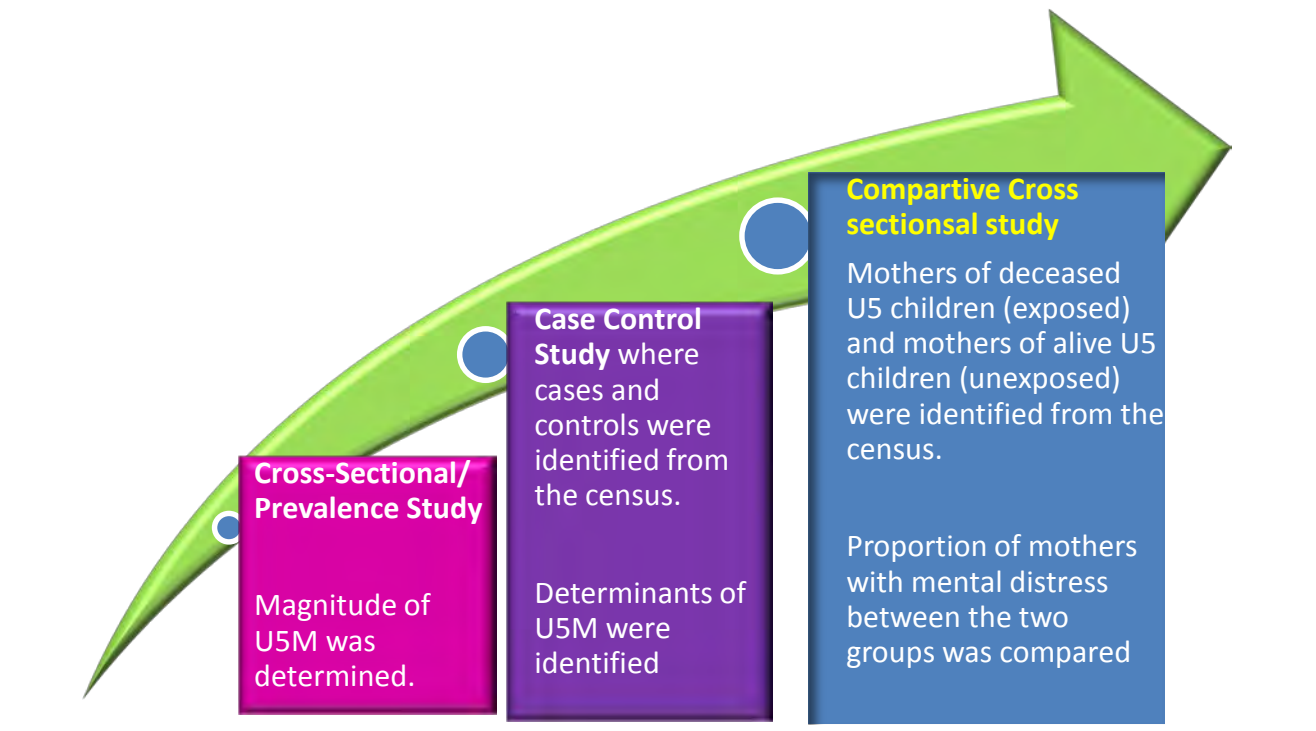 Cross-Sectional/
Prevalence Study
Magnitude of
U5M was
determined.
Case Control
Study where
cases and
controls were
identified from
the census.
Determinants of
U5M were
identified
Compartive Cross
sectionsal study
Mothers of deceased
U5 children (exposed)
and mothers of alive U5
children (unexposed)
were identified from the
census.
Proportion of mothers
with mental distress
between the two
groups was compared